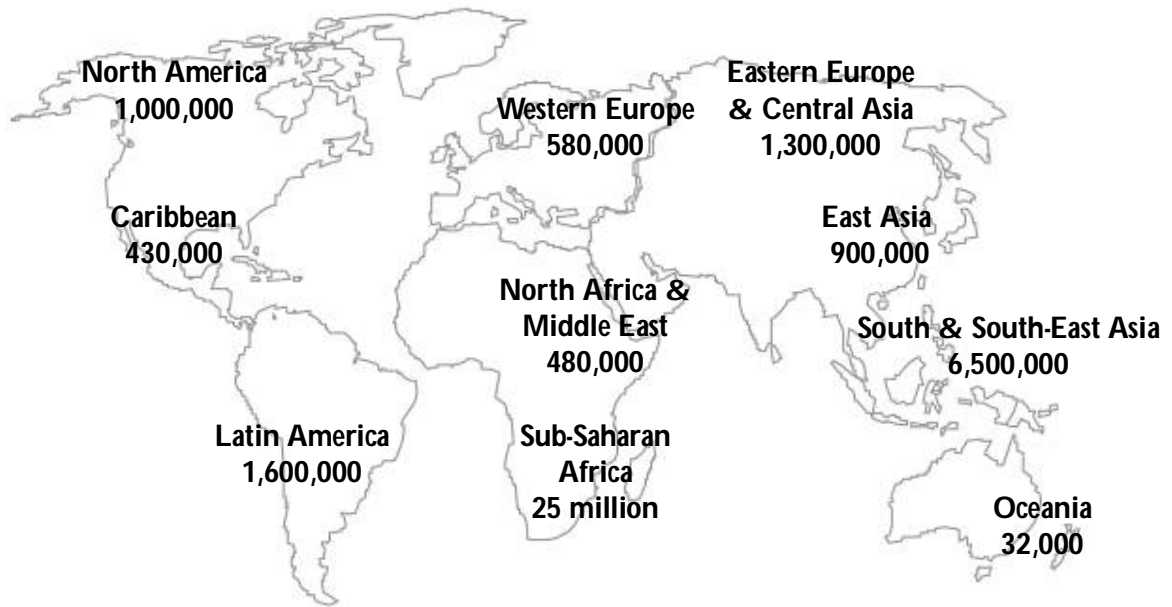 North America
1,000,000
Western Europe
580,000
Eastern Europe
& Central Asia
1,300,000
Caribbean
430,000
East Asia
900,000
North Africa &
Middle East
480,000
South & South-East Asia
6,500,000
Latin America
1,600,000
Sub-Saharan
Africa
25 million
Oceania
32,000